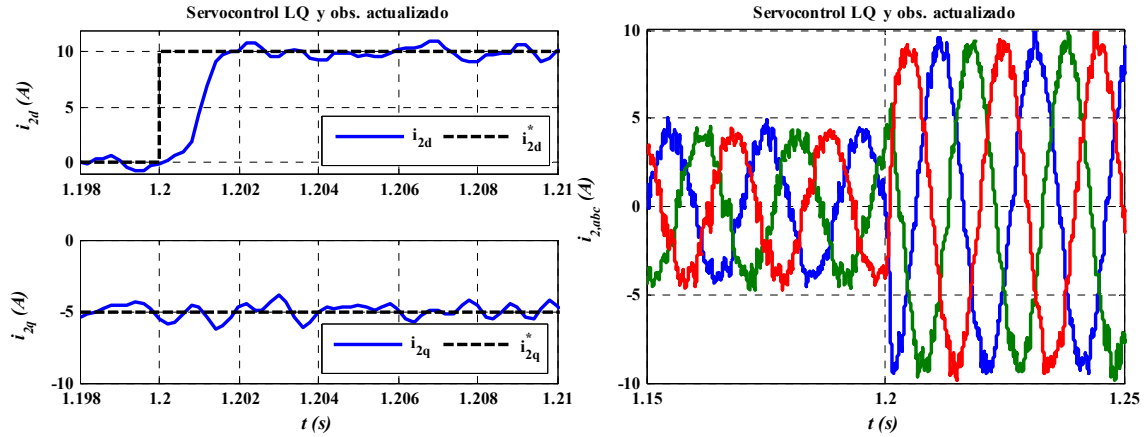 Servocontrol LQ y obs. actualizado
10
5
0
i2d (A)
i2d i*2d
1.198 1.2 1.202 1.204 1.206 1.208 1.21
0
-5
-10
i2q (A)
i2q i*2q
1.198 1.2 1.202 1.204 1.206 1.208 1.21
t (s)
Servocontrol LQ y obs. actualizado
10
5
0
-5
-10
i2,abc (A)
1.15 1.2 1.25
t (s)